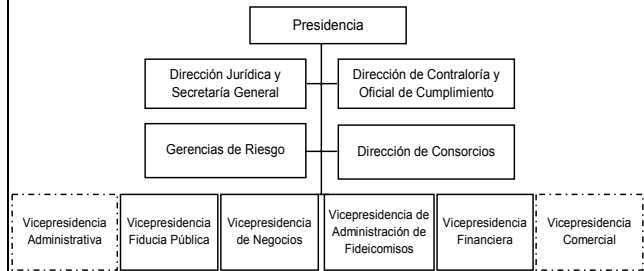 Presidencia
Dirección Jurídica y
Secretaría General
Dirección de Contraloría y
Oficial de Cumplimiento
Gerencias de Riesgo
Dirección de Consorcios
Vicepresidencia
Administrativa
Vicepresidencia
Fiducia Pública
Vicepresidencia
de Negocios
Vicepresidencia de
Administración de
Fideicomisos
Vicepresidencia
Financiera
Vicepresidencia
Comercial